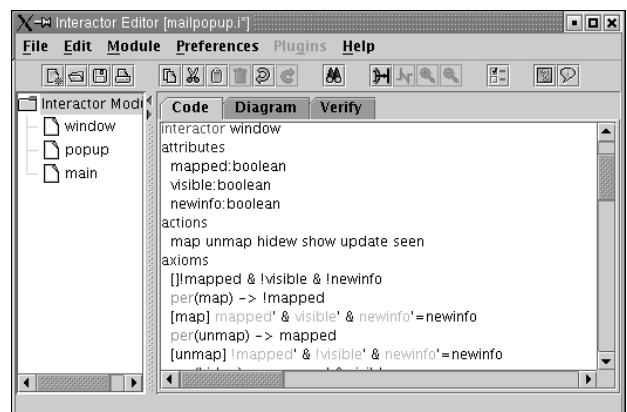 Interactor Editor [mailpopup.i*]
File Edit Module Preferences Plugins Help
Interactor Modu
window
popup
main
Code Diagram Verify
interactor window
attributes
mapped:boolean
visible:boolean
newinfo:boolean
actions
map unmap hidew show update seen
axioms
[]!mapped & !visible & !newinfo
per(map) -> !mapped
[map] mapped' & visible' & newinfo'=newinfo
per(unmap) -> mapped
[unmap] !mapped' & !visible' & newinfo'=newinfo